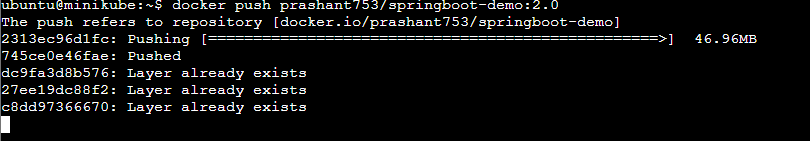 ubuntu@minikube:~$ docker push prashant753/springboot-demo:2.0
The push refers to repository [docker.io/prashant753/springboot-demo]
2313ec96d1fc: Pushing [==================================================>]  46.96MB
745ce0e46fae: Pushed
dc9fa3d8b576: Layer already exists
27ee19dc88f2: Layer already exists
c8dd97366670: Layer already exists